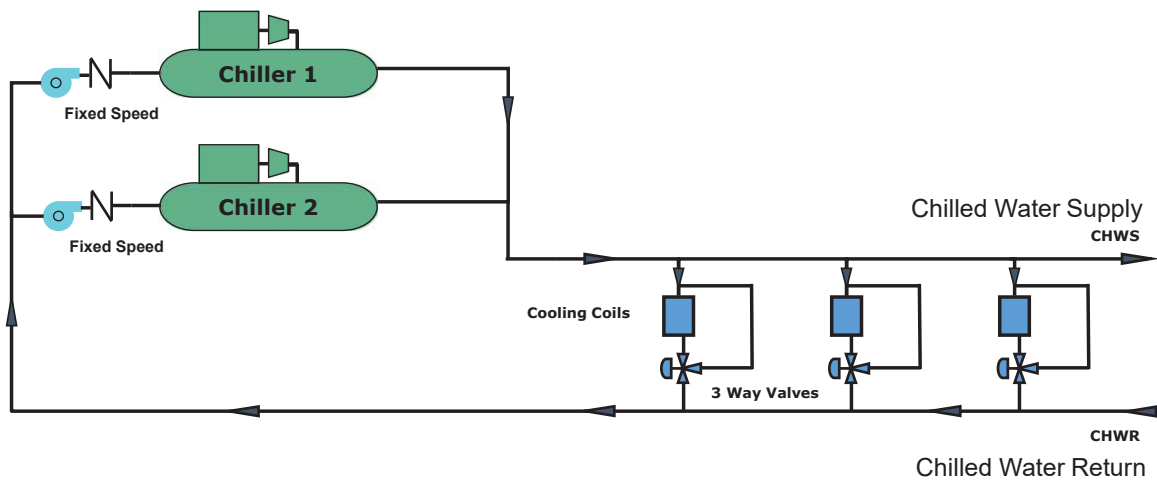 Chiller 1
Fixed Speed
Chiller 2
Fixed Speed
Chilled Water Supply
CHWS
Cooling Coils
3 Way Valves
CHWR
Chilled Water Return